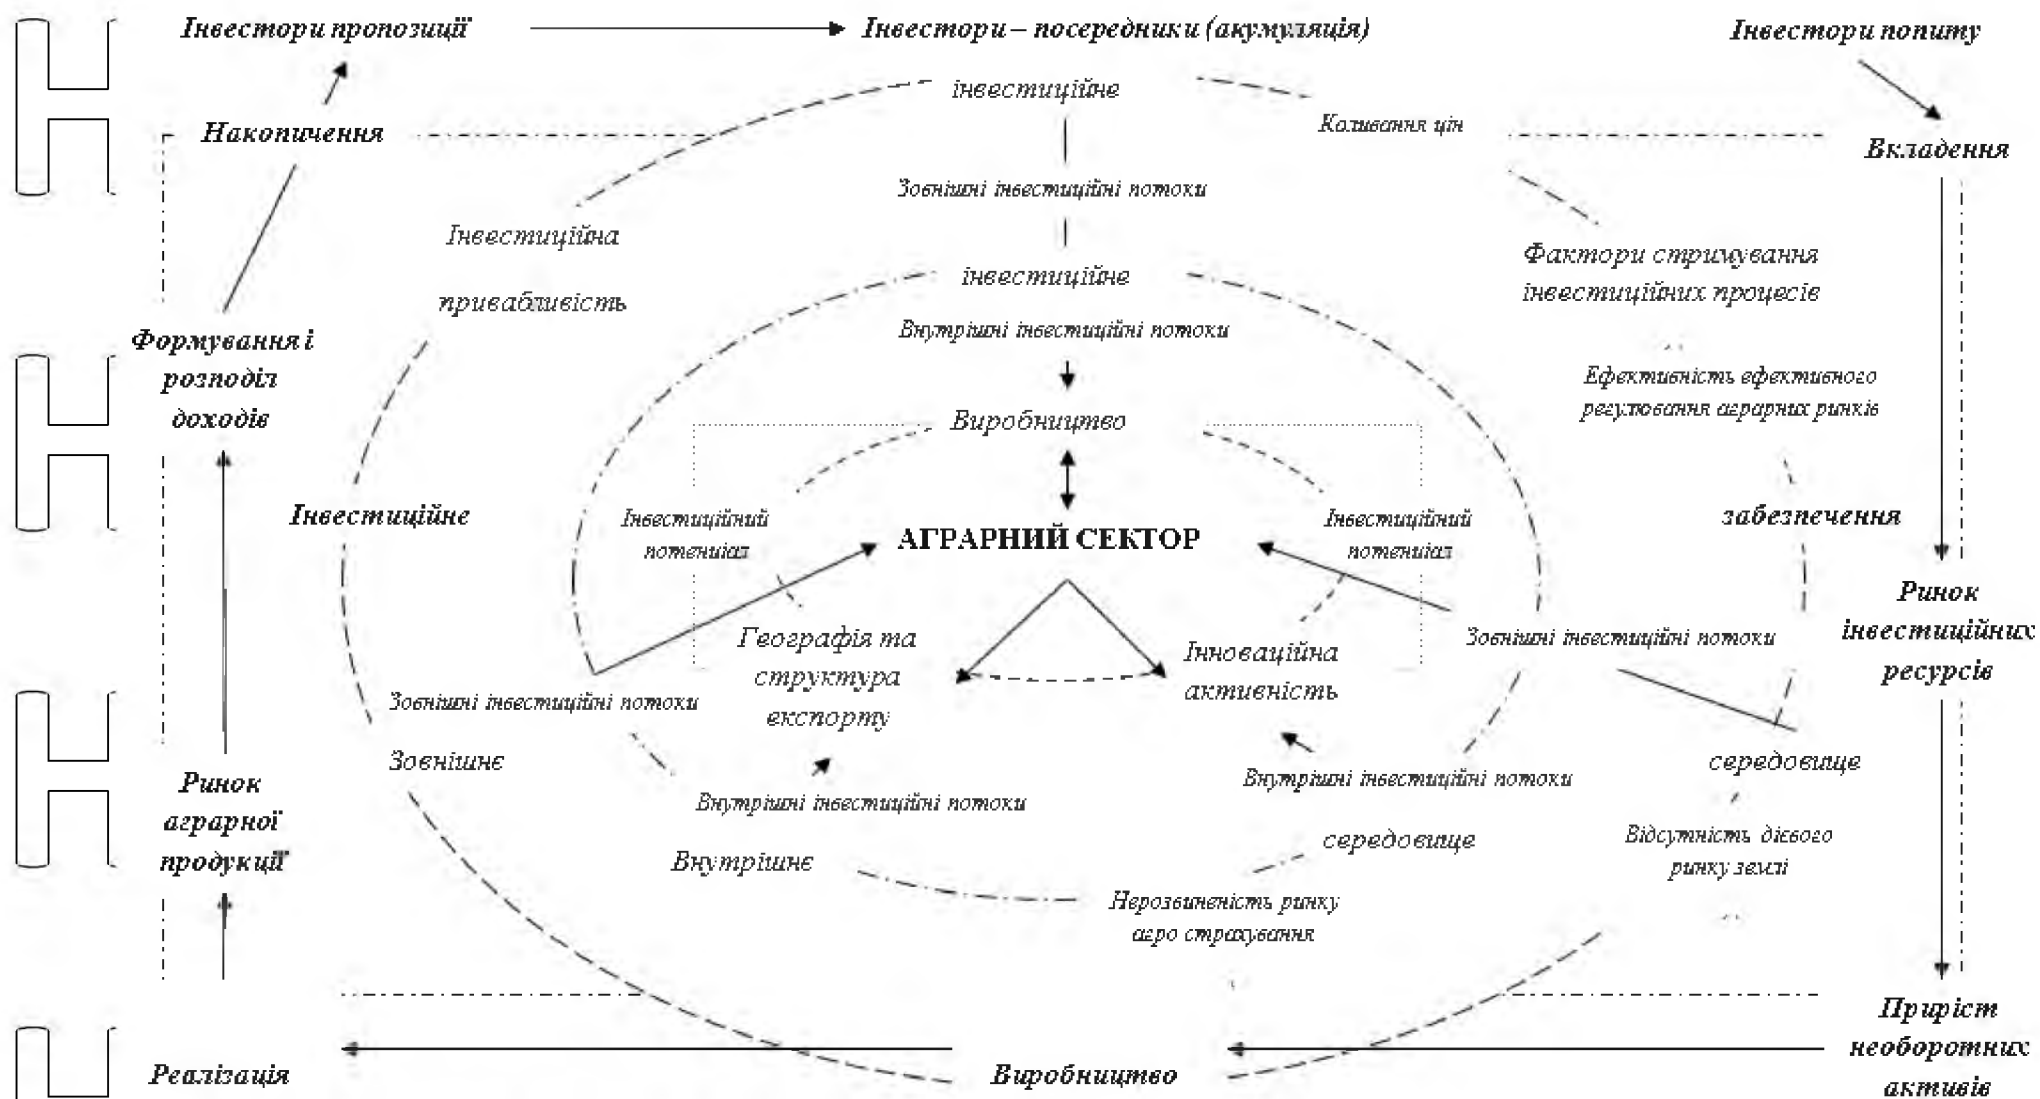 Інвестори пропозиції
Інвестори – посередники (акумуляція)
Інвестори попиту
інвестиційне
Накопичення
Коливання цін
Вкладення
Зовнішні інвестиційні потоки
Інвестиційна
привабливість
інвестиційне
Фактори стримування
інвестиційних процесів
Внутрішні інвестиційні потоки
Формування і
розподіл
доходів
Ефективність ефективного
регулювання аграрних ринків
Виробництво
Інвестиційне
Інвестиційний
потенціал
АГРАРНИЙ СЕКТОР
Інвестиційний
потенціал
забезпечення
Ринок
інвестиційних
ресурсів
Географія та
структура
експорту
Інноваційна
активність
Зовнішні інвестиційні потоки
Зовнішні інвестиційні потоки
Зовнішнє
середовище
Ринок
аграрної
продукції
Внутрішні інвестиційні потоки
Внутрішні інвестиційні потоки
Внутрішнє
середовище
Відсутність дієвого
ринку землі
Нерозвиненість ринку
агро страхування
Реалізація
Виробництво
Приріст
необоротних
активів